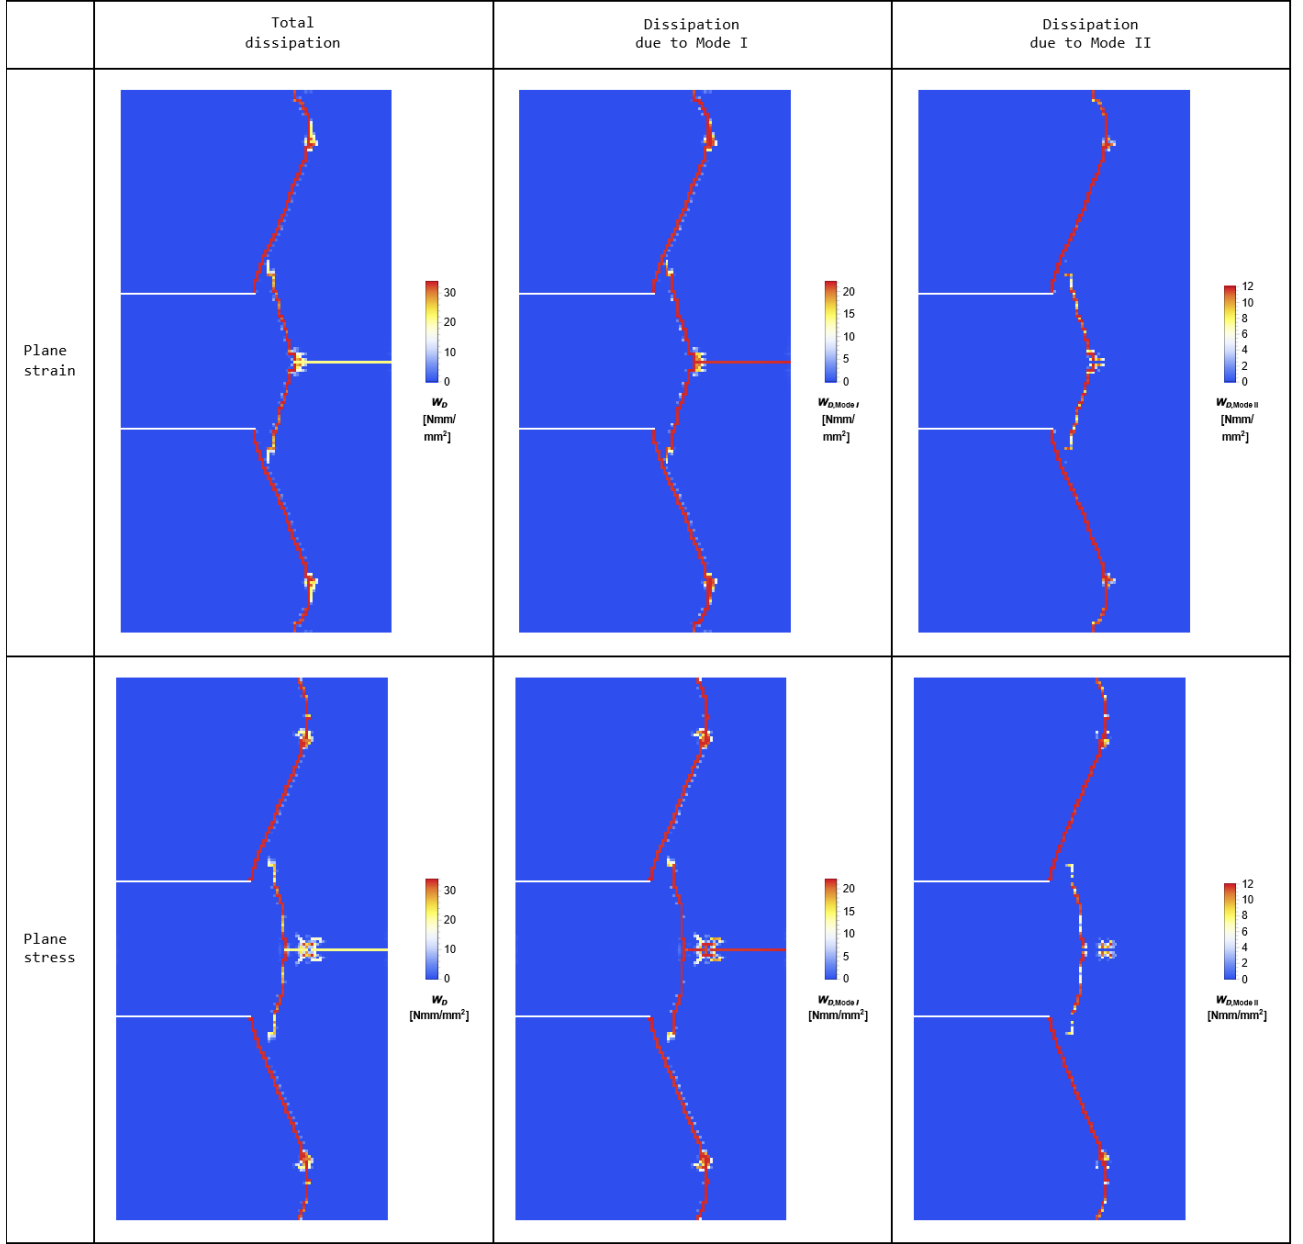 Total
dissipation
Dissipation
due to Mode I
Dissipation
due to Mode II
Plane
strain
30
20
10
0
W_D
[Nmm/
mm²]
20
15
10
5
0
W_D,Mode I
[Nmm/
mm²]
12
10
8
6
4
2
0
W_D,Mode II
[Nmm/
mm²]
Plane
stress
30
20
10
0
W_D
[Nmm/mm²]
20
15
10
5
0
W_D,Mode I
[Nmm/mm²]
12
10
8
6
4
2
0
W_D,Mode II
[Nmm/mm²]